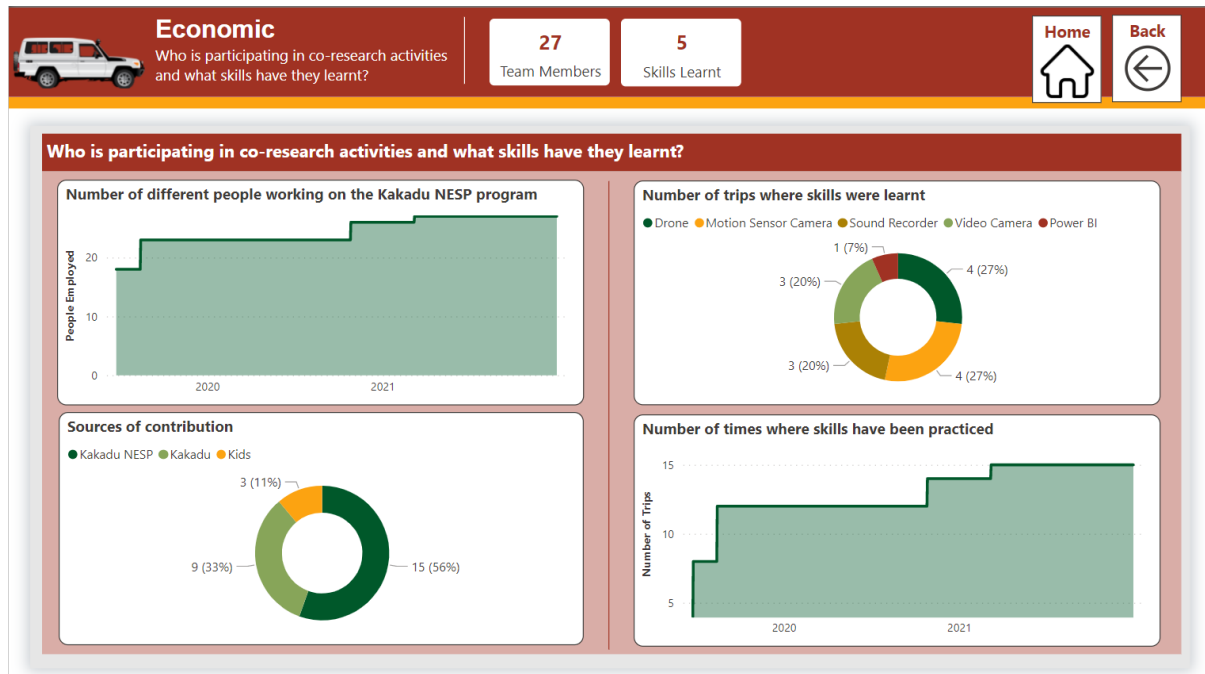 Economic
Who is participating in co-research activities
and what skills have they learnt?
27
Team Members
5
Skills Learnt
Home
Back
Who is participating in co-research activities and what skills have they learnt?
Number of different people working on the Kakadu NESP program
People Employed
20
10
0
2020
2021
Number of trips where skills were learnt
Drone Motion Sensor Camera Sound Recorder Video Camera Power BI
1 (7%)
4 (27%)
3 (20%)
3 (20%)
4 (27%)
Sources of contribution
Kakadu NESP Kakadu Kids
3 (11%)
9 (33%)
15 (56%)
Number of times where skills have been practiced
Number of Trips
15
10
5
2020
2021